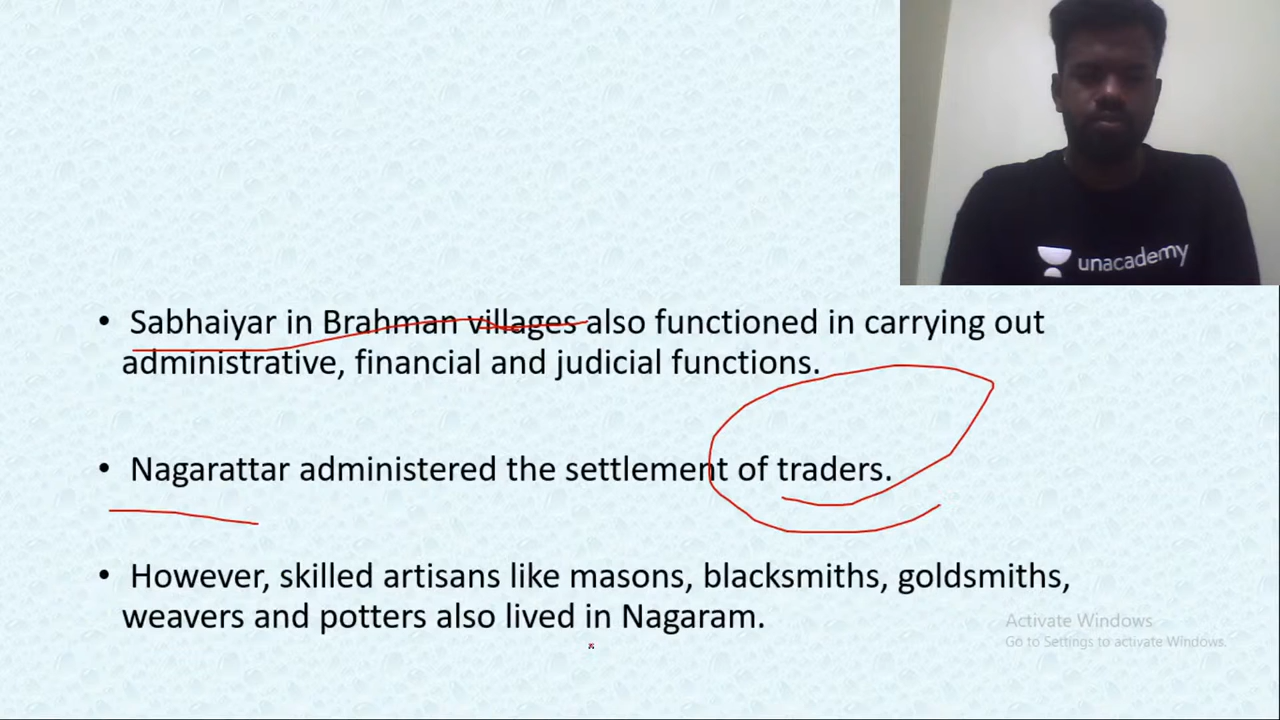 unacademy
• Sabhaiyar in Brahman villages also functioned in carrying out
administrative, financial and judicial functions.
• Nagarattar administered the settlement of traders.
• However, skilled artisans like masons, blacksmiths, goldsmiths,
weavers and potters also lived in Nagaram.
Activate Windows
Go to Settings to activate Windows.